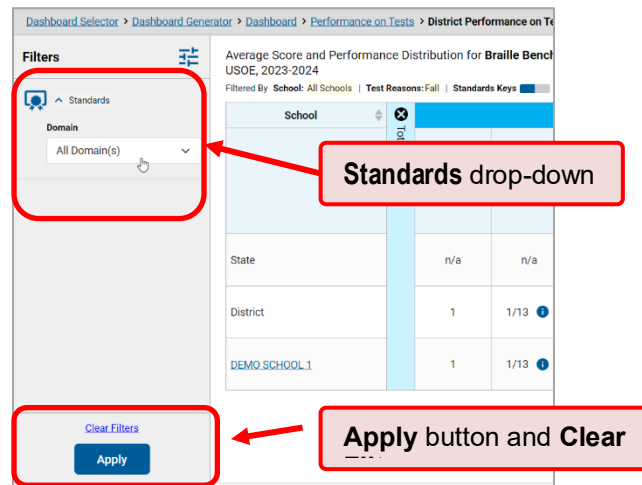 Dashboard Selector > Dashboard Generator > Dashboard > Performance on Tests > District Performance on Te
Filters
Standards
Domain
All Domain(s)
Clear Filters
Apply
Average Score and Performance Distribution for Braille Bench
USOE, 2023-2024
Filtered By School: All Schools | Test Reasons: Fall | Standards Keys
School
Tot
State n/a n/a
District 1 1/13
DEMO SCHOOL 1 1 1/13
Standards drop-down
Apply button and Clear